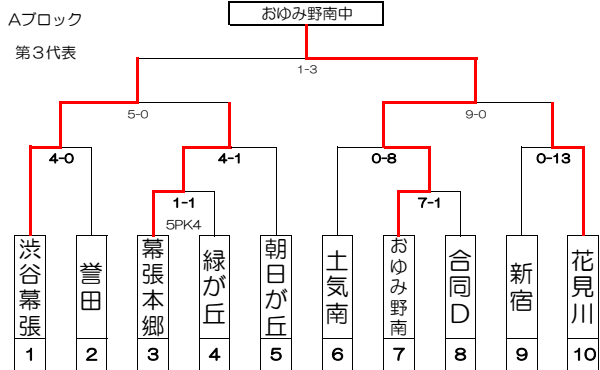 おゆみ野南中
Aブロック
第3代表
1-3
5-0
9-0
4-0
4-1
0-8
0-13
1-1
7-1
5PK4
渋谷幕張
誉田
幕張本郷
緑が丘
朝日が丘
土気南
おゆみ野南
合同D
新宿
花見川
1
2
3
4
5
6
7
8
9
10